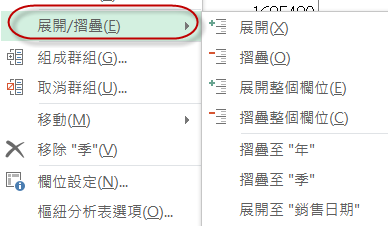 展開/摺疊(E)
組成群組(G)...
取消群組(U)...
移動(M)
移除 "季"(V)
欄位設定(N)...
樞紐分析表選項(O)...
展開(X)
摺疊(O)
展開整個欄位(E)
摺疊整個欄位(C)
摺疊至 "年"
摺疊至 "季"
展開至 "銷售日期"